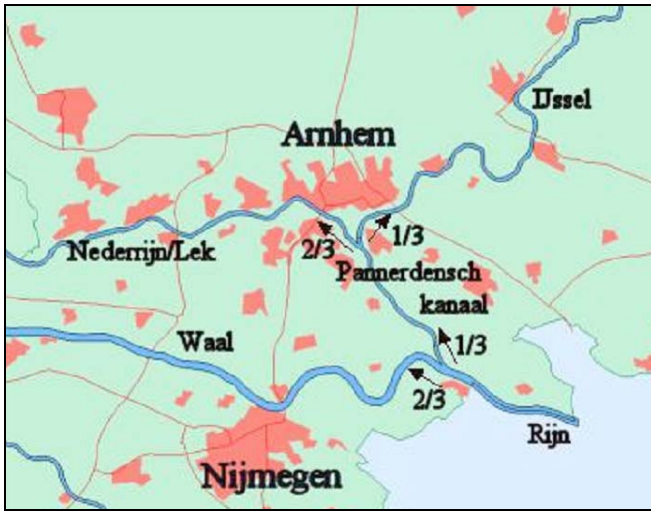 IJssel
Arnhem
Nederrijn/Lek
2/3
1/3
Pannerdensch
kanaal
Waal
1/3
2/3
Rijn
Nijmegen